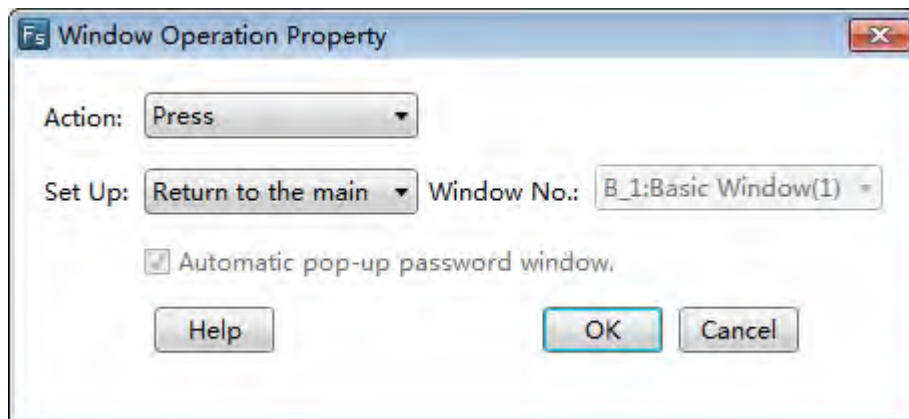 Fs Window Operation Property
Action: Press
Set Up: Return to the main Window No.: B_1:Basic Window(1)
Automatic pop-up password window.
Help OK Cancel